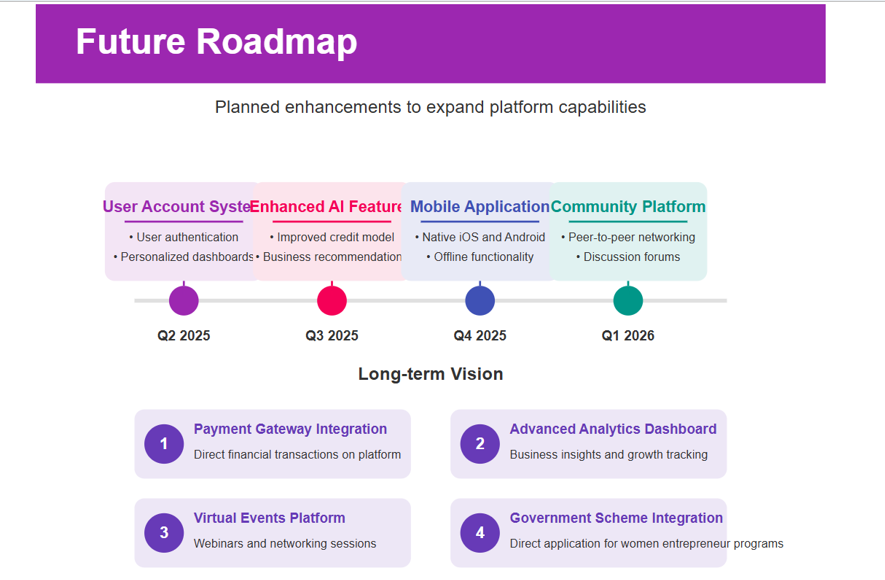 Future Roadmap
Planned enhancements to expand platform capabilities
User Account Syste
• User authentication
• Personalized dashboards
Enhanced AI Feature
• Improved credit model
• Business recommendation
Mobile Application
• Native iOS and Android
• Offline functionality
Community Platform
• Peer-to-peer networking
• Discussion forums
Q2 2025
Q3 2025
Q4 2025
Q1 2026
Long-term Vision
1
Payment Gateway Integration
Direct financial transactions on platform
2
Advanced Analytics Dashboard
Business insights and growth tracking
3
Virtual Events Platform
Webinars and networking sessions
4
Government Scheme Integration
Direct application for women entrepreneur programs